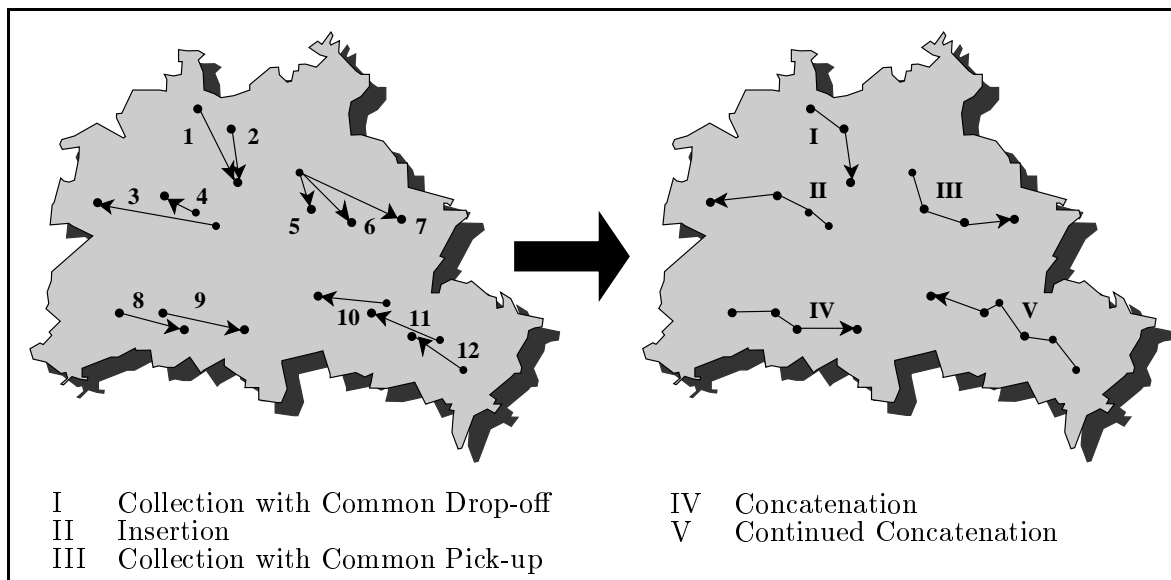 1 2
I
3 4
II III
5 6 7
8 9
10 11
12
IV V
I Collection with Common Drop-off
II Insertion
III Collection with Common Pick-up
IV Concatenation
V Continued Concatenation